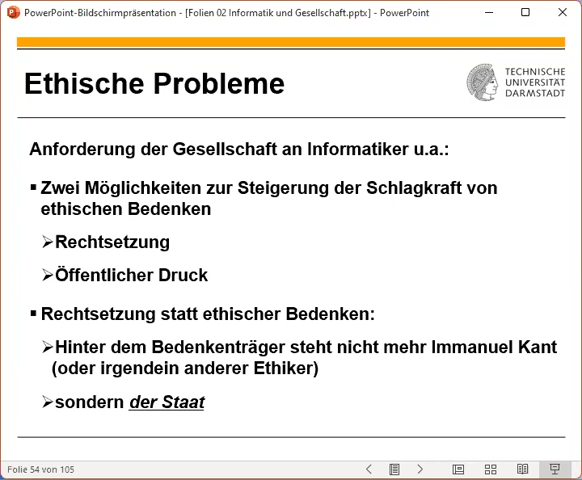 PowerPoint-Bildschirmpräsentation - [Folien 02 Informatik und Gesellschaft.pptx] - PowerPoint
Ethische Probleme
TECHNISCHE
UNIVERSITÄT
DARMSTADT
Anforderung der Gesellschaft an Informatiker u.a.:
▪ Zwei Möglichkeiten zur Steigerung der Schlagkraft von
ethischen Bedenken
➢Rechtsetzung
➢Öffentlicher Druck
▪ Rechtsetzung statt ethischer Bedenken:
➢Hinter dem Bedenkenträger steht nicht mehr Immanuel Kant
(oder irgendein anderer Ethiker)
➢sondern der Staat
Folie 54 von 105